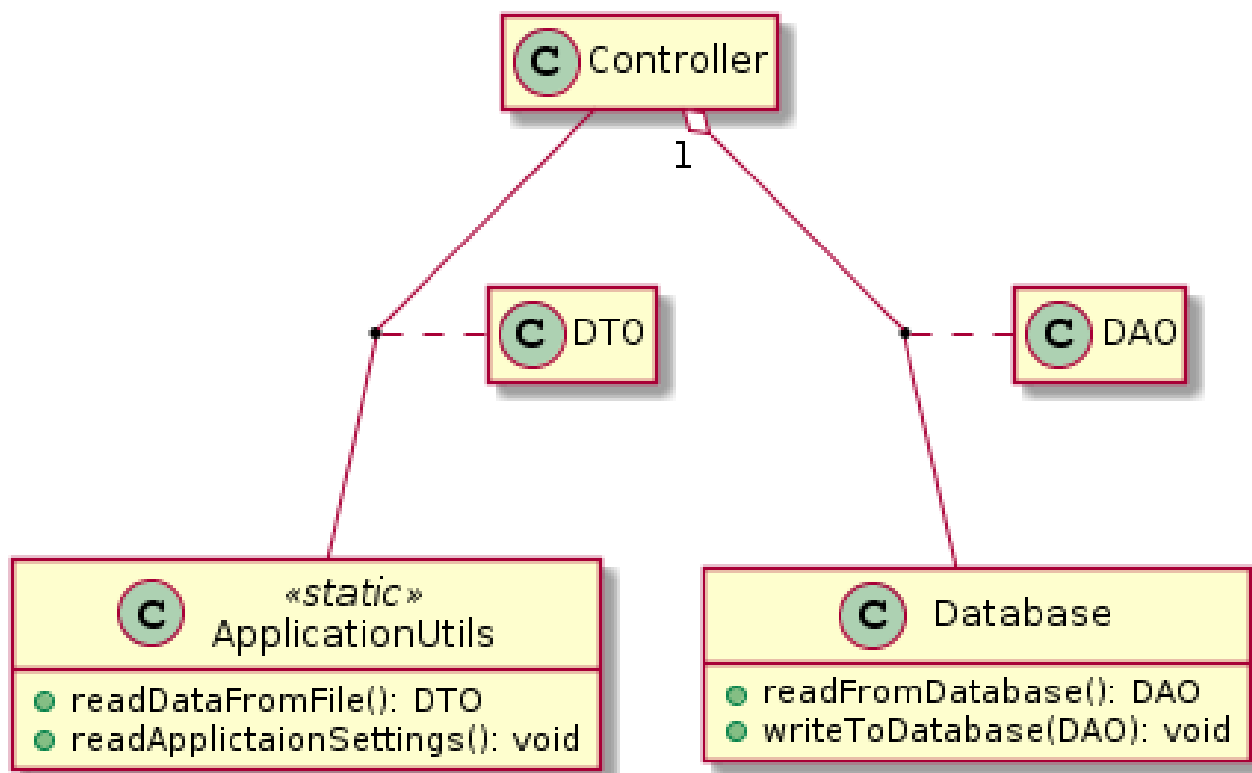 C Controller
1
C DTO
C DAO
C «static»
ApplicationUtils
readDataFromFile(): DTO
readApplictaionSettings(): void
C Database
readFromDatabase(): DAO
writeToDatabase(DAO): void